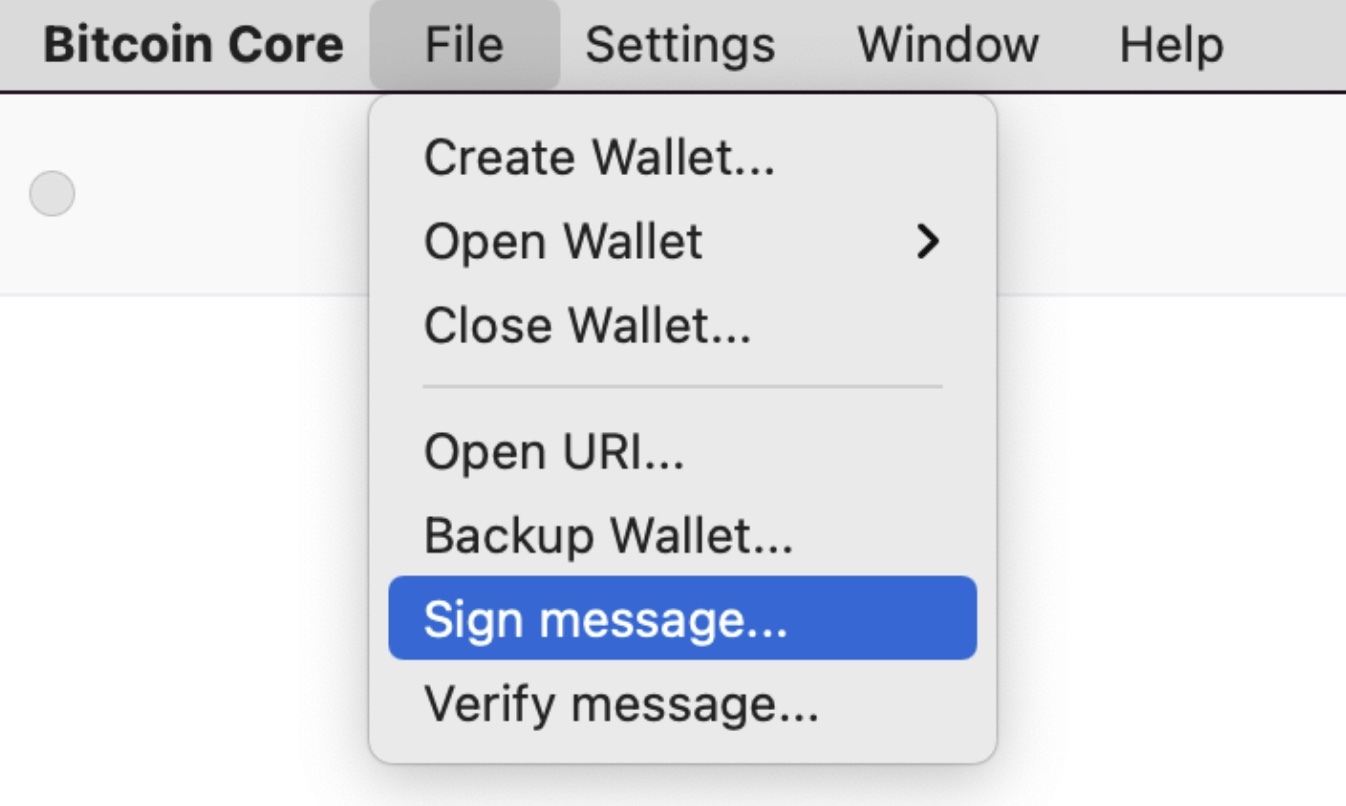 Bitcoin Core File Settings Window Help
Create Wallet...
Open Wallet
Close Wallet...
Open URI...
Backup Wallet...
Sign message...
Verify message...